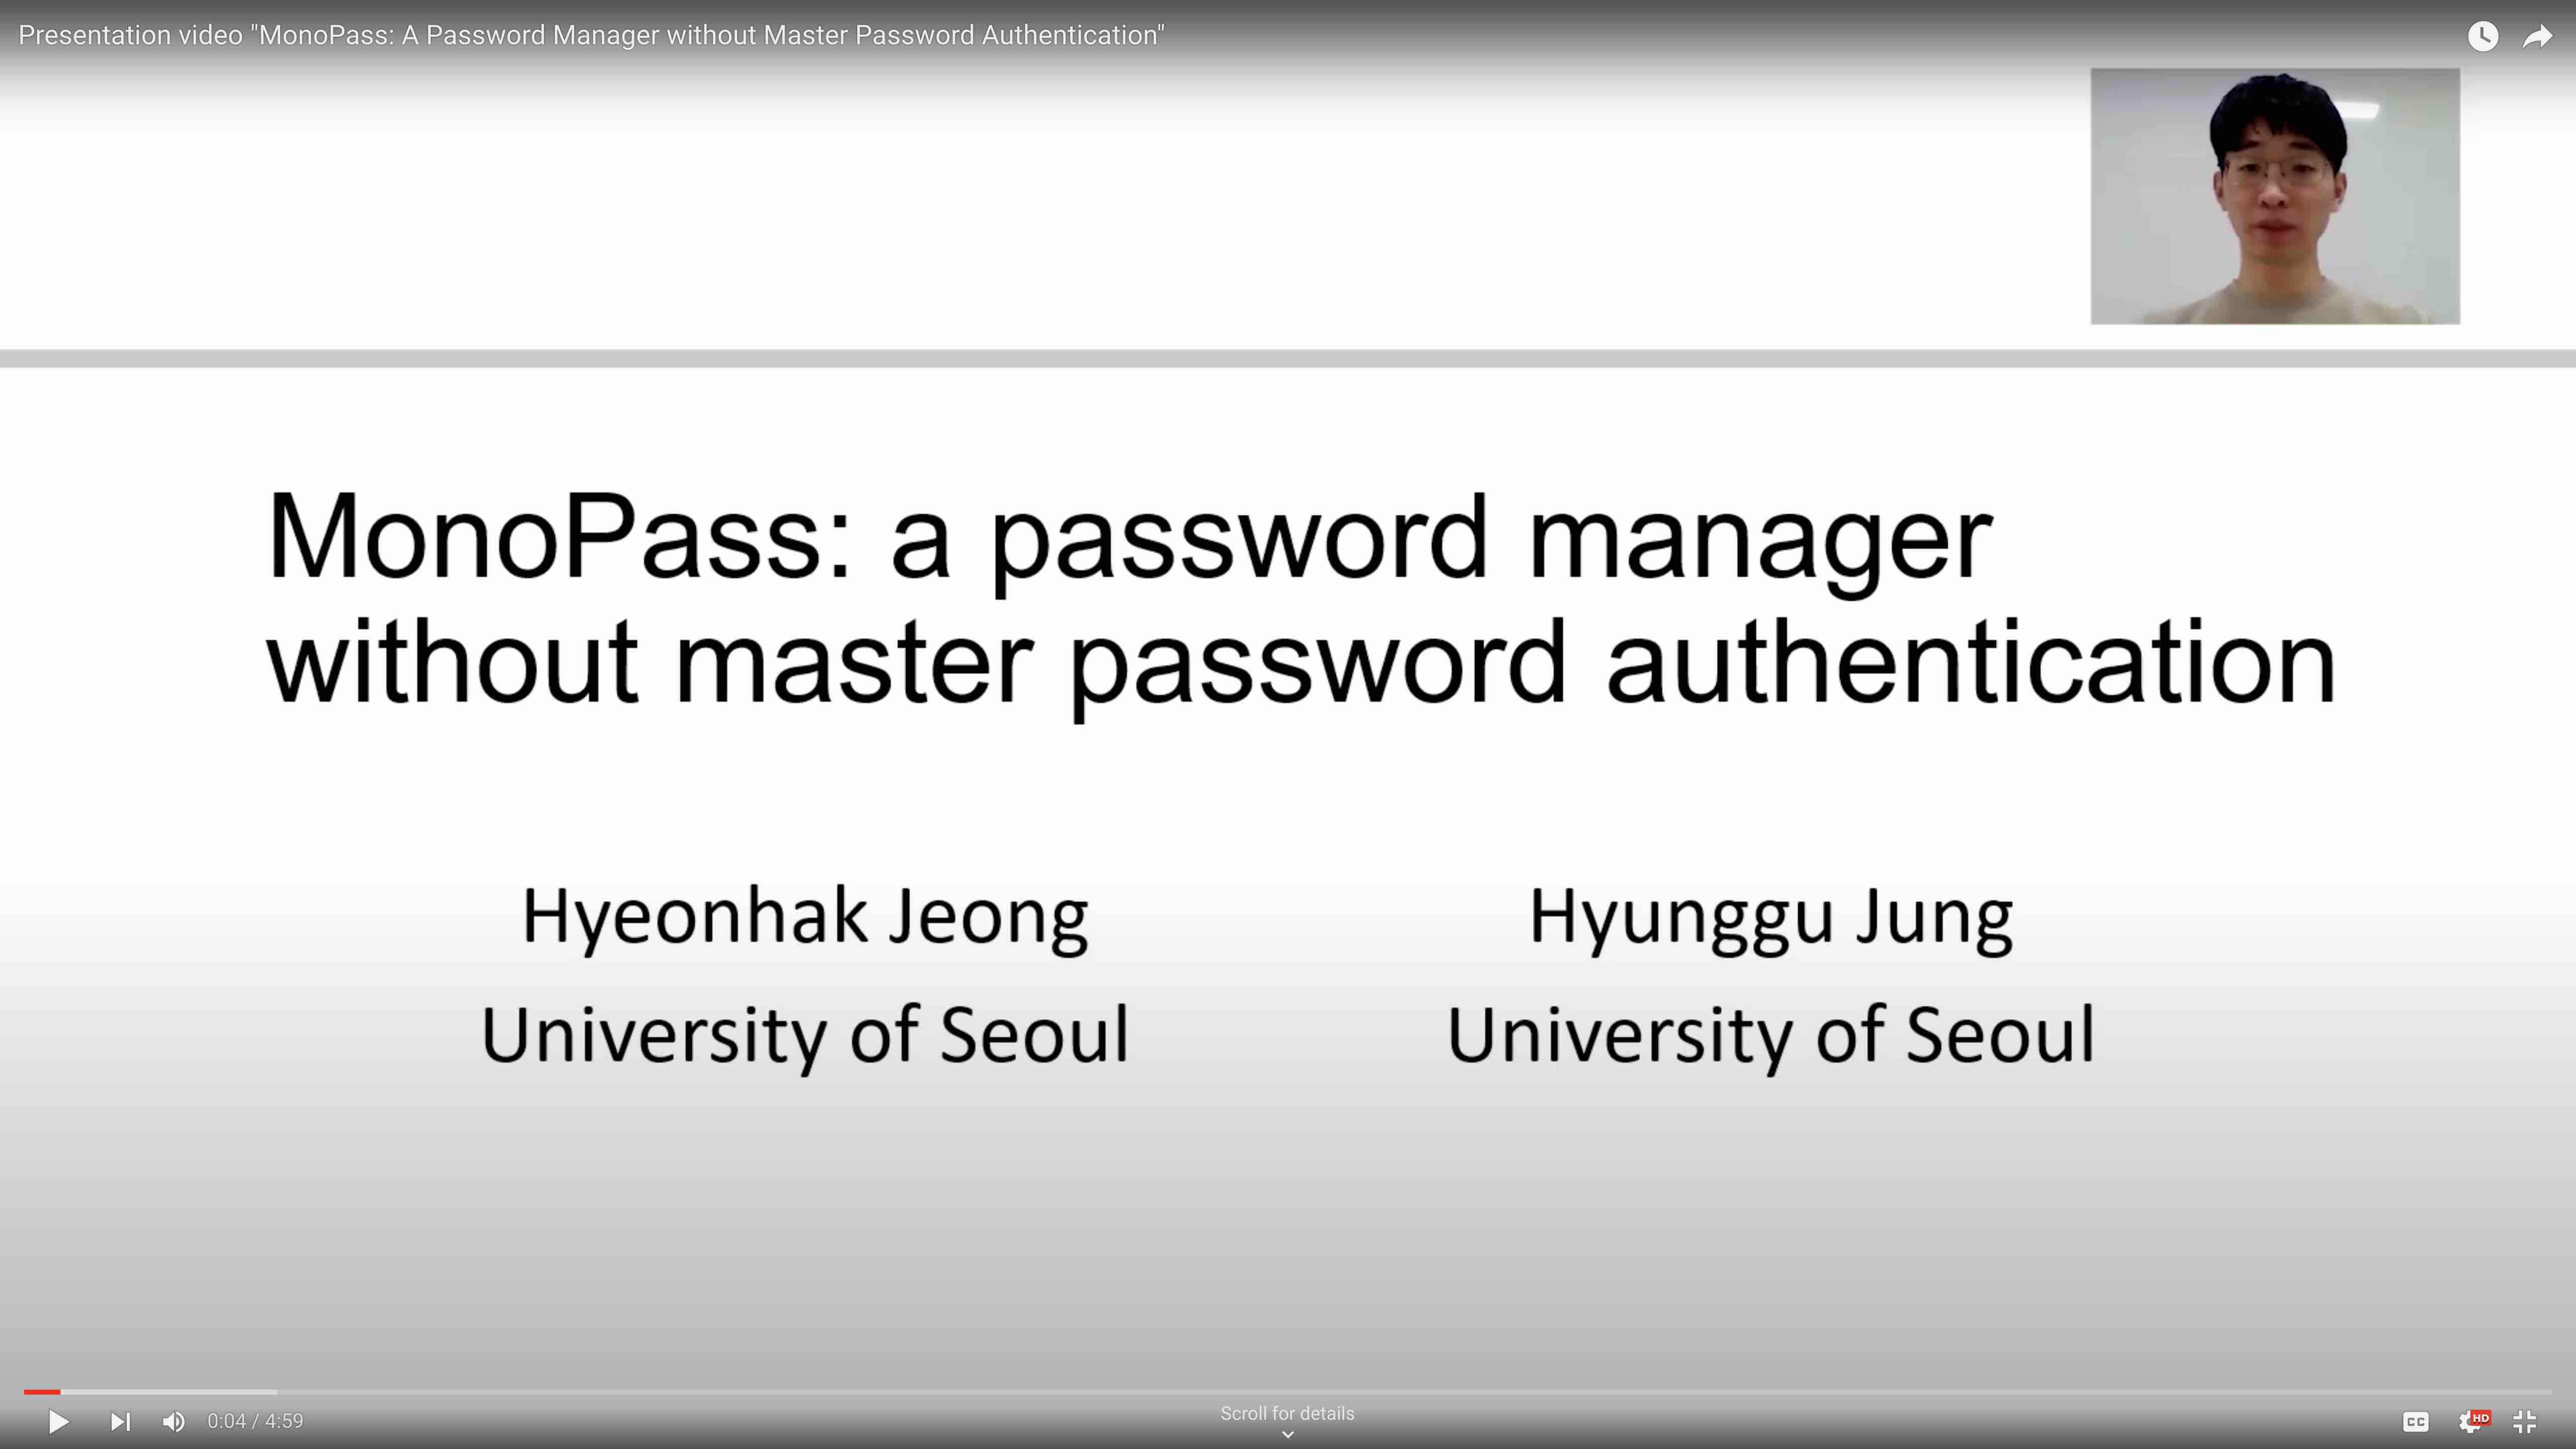 Presentation video "MonoPass: A Password Manager without Master Password Authentication"
MonoPass: a password manager
without master password authentication
Hyeonhak Jeong
Hyunggu Jung
University of Seoul
University of Seoul
0:04 / 4:59
Scroll for details
CC
HD